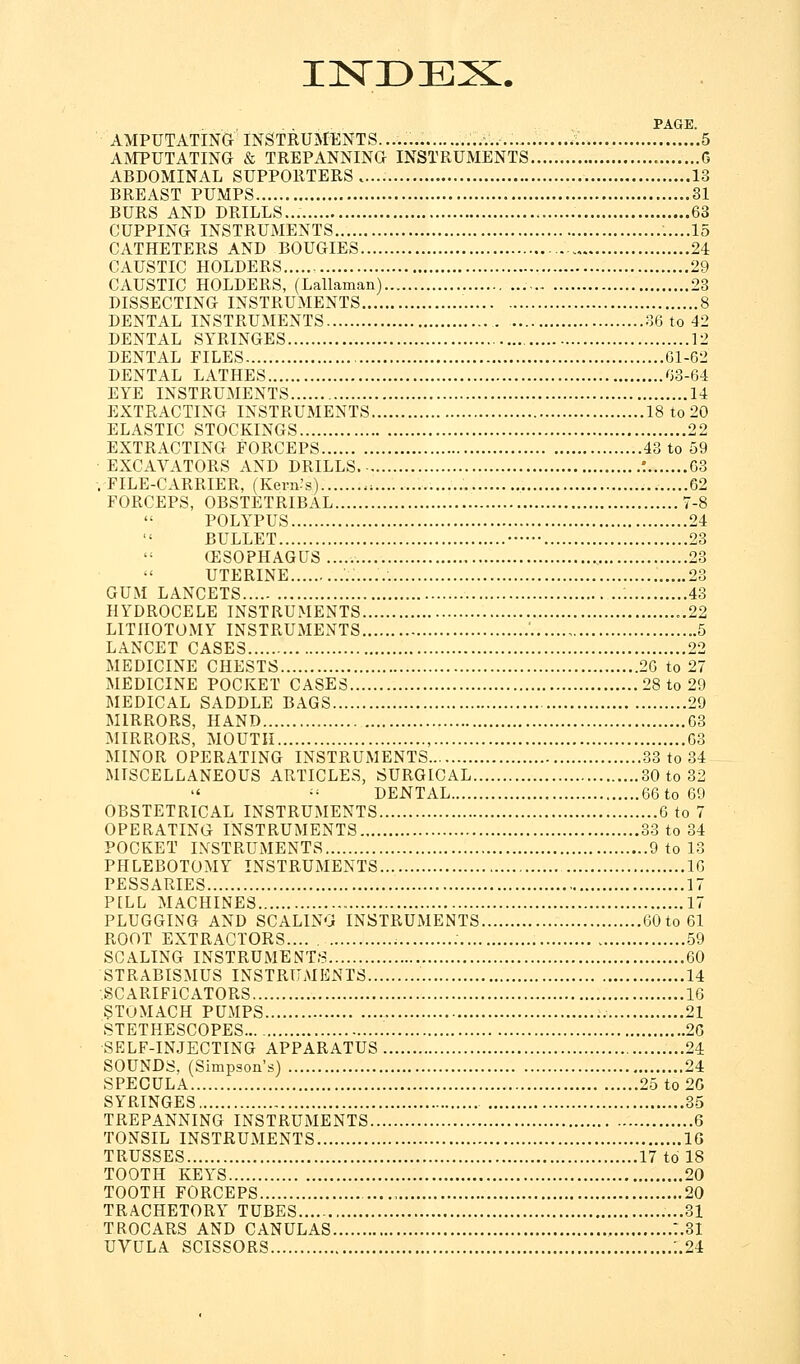 INDEX.
PAGE.
AMPUTATING INSTRUMENTS....5
AMPUTATING & TREPANNING INSTRUMENTS....6
ABDOMINAL SUPPORTERS....13
BREAST PUMPS....31
BURS AND DRILLS....63
CUPPING INSTRUMENTS....15
CATHETERS AND BOUGIES....24
CAUSTIC HOLDERS....29
CAUSTIC HOLDERS, (Lallaman)....23
DISSECTING INSTRUMENTS....8
DENTAL INSTRUMENTS....36 to 42
DENTAL SYRINGES....12
DENTAL FILES....61-62
DENTAL LATHES....63-64
EYE INSTRUMENTS....14
EXTRACTING INSTRUMENTS....18 to 20
ELASTIC STOCKINGS....22
EXTRACTING FORCEPS....43 to 59
EXCAVATORS AND DRILLS....63
FILE-CARRIER, (Kern's)....62
FORCEPS, OBSTETRIBAL....7-8
" POLYPUS....24
" BULLET....23
" ŒSOPHAGUS....23
" UTERINE....23
GUM LANCETS....43
HYDROCELE INSTRUMENTS....22
LITHOTOMY INSTRUMENTS....5
LANCET CASES....22
MEDICINE CHESTS....26 to 27
MEDICINE POCKET CASES....28 to 29
MEDICAL SADDLE BAGS....29
MIRRORS, HAND....63
MIRRORS, MOUTH....63
MINOR OPERATING INSTRUMENTS....33 to 34
MISCELLANEOUS ARTICLES, SURGICAL....30 to 32
" " DENTAL....66 to 69
OBSTETRICAL INSTRUMENTS....6 to 7
OPERATING INSTRUMENTS....33 to 34
POCKET INSTRUMENTS....9 to 13
PHLEBOTOMY INSTRUMENTS....16
PESSARIES....17
PILL MACHINES....17
PLUGGING AND SCALING INSTRUMENTS....60 to 61
ROOT EXTRACTORS....59
SCALING INSTRUMENTS....60
STRABISMUS INSTRUMENTS....14
SCARIFICATORS....16
STOMACH PUMPS....21
STETHESCOPES....26
SELF-INJECTING APPARATUS....24
SOUNDS, (Simpson's)....24
SPECULA....25 to 26
SYRINGES....35
TREPANNING INSTRUMENTS....6
TONSIL INSTRUMENTS....16
TRUSSES....17 to 18
TOOTH KEYS....20
TOOTH FORCEPS....20
TRACHETORY TUBES....31
TROCARS AND CANULAS....31
UVULA SCISSORS....24